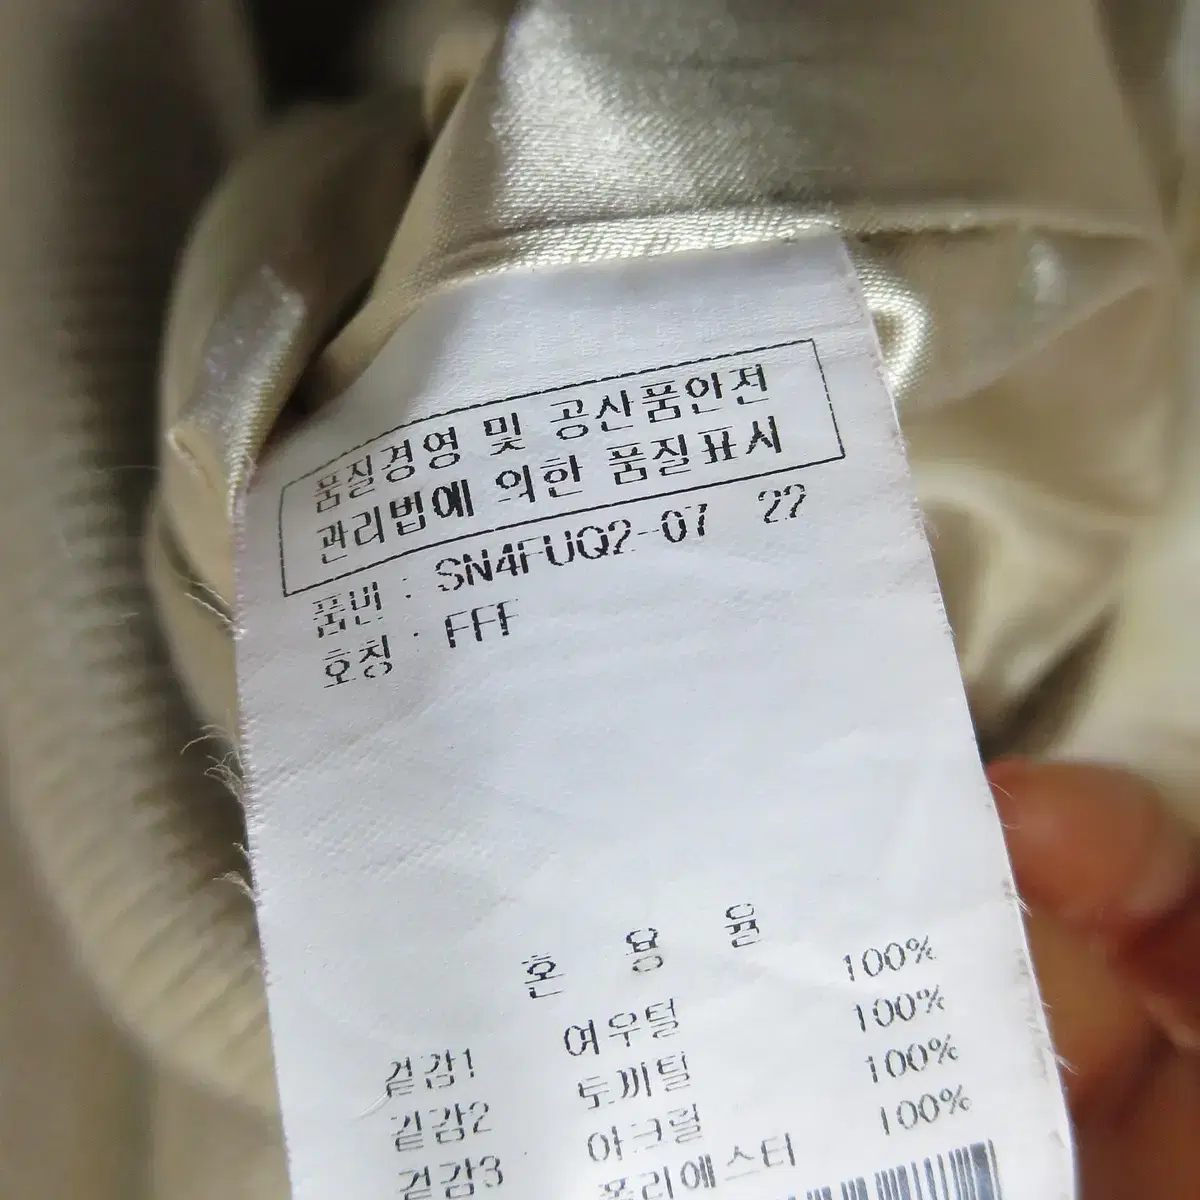 품질경영 및 공산품안전
관리법에 의한 품질표시
품번 : SN4FUQ2-07 22
호칭 : FFF
혼 용 율
겉감1 여우털 100%
겉감2 토끼털 100%
겉감3 아크릴 100%
폴리에스터 100%